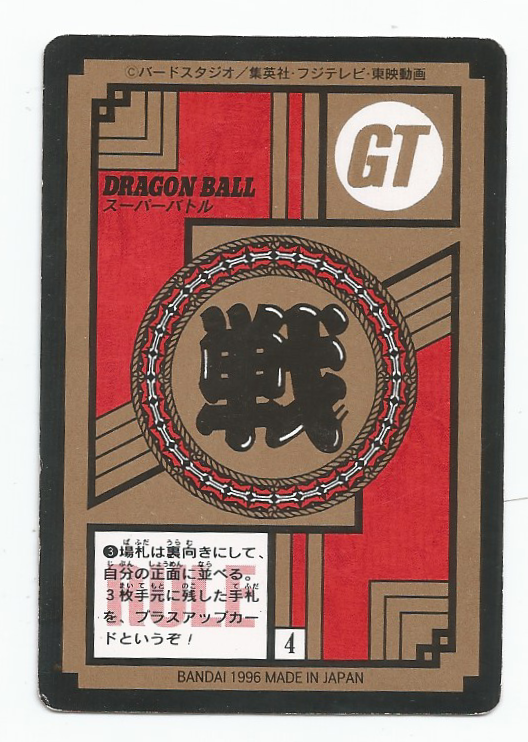 ©バードスタジオ／集英社･フジテレビ･東映動画
GT
DRAGON BALL
スーパーバトル
戦
RULE
❸場札は裏向きにして、
自分の正面に並べる。
3枚手元に残した手札
を、プラスアップカー
ドというぞ！
4
BANDAI 1996 MADE IN JAPAN